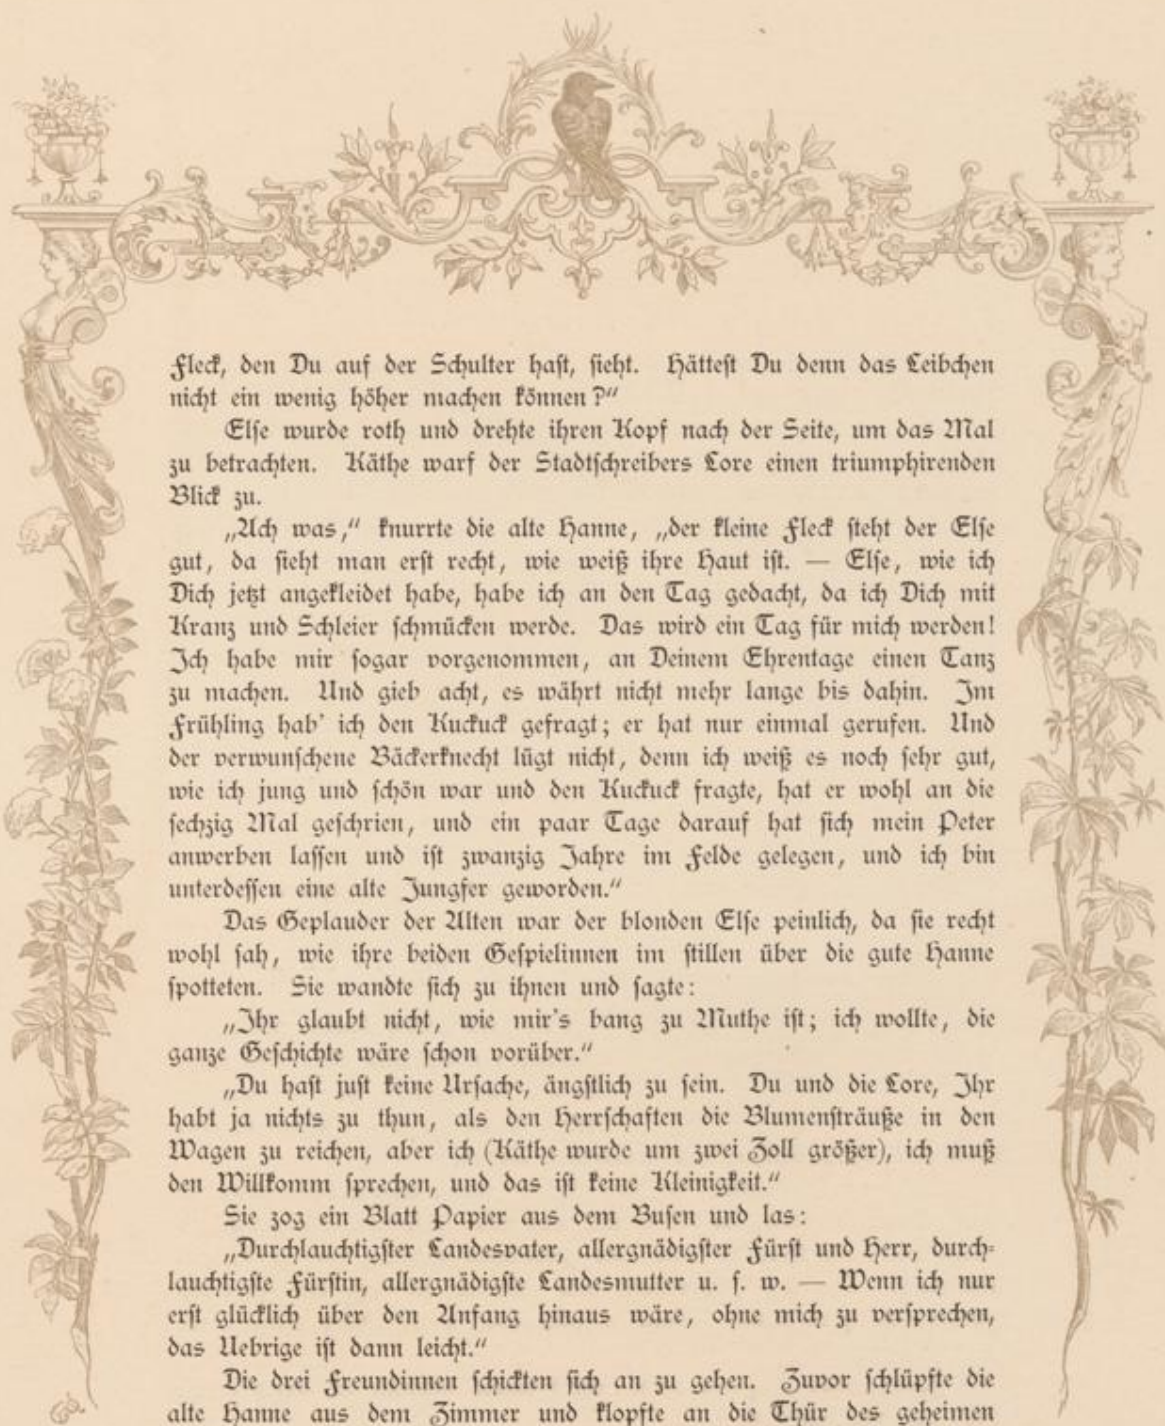 Fleck, den Du auf der Schulter hast, sieht. Hättest Du denn das Leibchen
nicht ein wenig höher machen können?“
Else wurde roth und drehte ihren Kopf nach der Seite, um das Mal
zu betrachten. Käthe warf der Stadtschreibers Lore einen triumphirenden
Blick zu.
„Ach was,“ knurrte die alte Hanne, „der kleine Fleck steht der Else
gut, da sieht man erst recht, wie weiß ihre Haut ist. — Else, wie ich
Dich jetzt angekleidet habe, habe ich an den Tag gedacht, da ich Dich mit
Kranz und Schleier schmücken werde. Das wird ein Tag für mich werden!
Ich habe mir sogar vorgenommen, an Deinem Ehrentage einen Tanz
zu machen. Und gieb acht, es währt nicht mehr lange bis dahin. Im
Frühling hab' ich den Kuckuck gefragt; er hat nur einmal gerufen. Und
der verwunschene Bäckerknecht lügt nicht, denn ich weiß es noch sehr gut,
wie ich jung und schön war und den Kuckuck fragte, hat er wohl an die
sechzig Mal geschrien, und ein paar Tage darauf hat sich mein Peter
anwerben lassen und ist zwanzig Jahre im Felde gelegen, und ich bin
unterdessen eine alte Jungfer geworden.“
Das Geplauder der Alten war der blonden Else peinlich, da sie recht
wohl sah, wie ihre beiden Gespielinnen im stillen über die gute Hanne
spotteten. Sie wandte sich zu ihnen und sagte:
„Ihr glaubt nicht, wie mir's bang zu Muthe ist; ich wollte, die
ganze Geschichte wäre schon vorüber.“
„Du hast just keine Ursache, ängstlich zu sein. Du und die Lore, Ihr
habt ja nichts zu thun, als den Herrschaften die Blumensträuße in den
Wagen zu reichen, aber ich (Käthe wurde um zwei Zoll größer), ich muß
den Willkomm sprechen, und das ist keine Kleinigkeit.“
Sie zog ein Blatt Papier aus dem Busen und las:
„Durchlauchtigster Landesvater, allergnädigster Fürst und Herr, durch-
lauchtigste Fürstin, allergnädigste Landesmutter u. s. w. — Wenn ich nur
erst glücklich über den Anfang hinaus wäre, ohne mich zu versprechen,
das Uebrige ist dann leicht.“
Die drei Freundinnen schickten sich an zu gehen. Zuvor schlüpfte die
alte Hanne aus dem Zimmer und klopfte an die Thür des geheimen